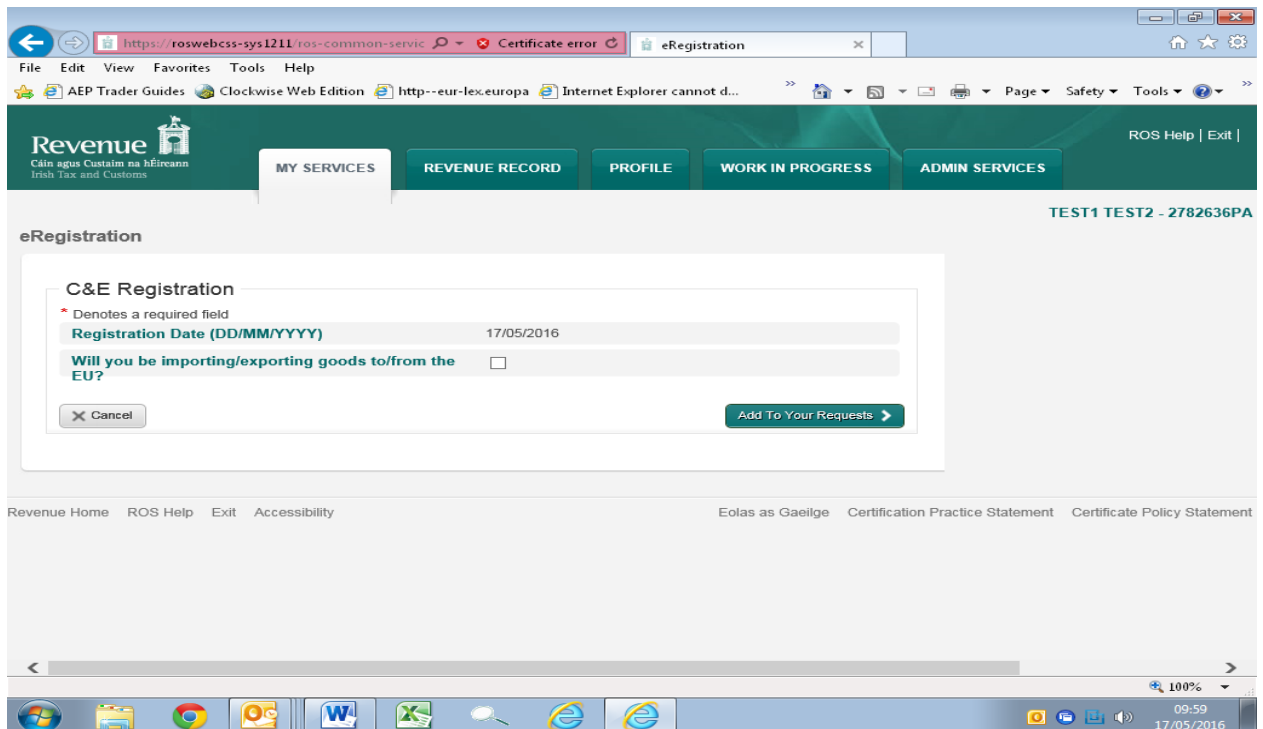 https://roswebcss-sys1211/ros-common-servic Certificate error eRegistration
File Edit View Favorites Tools Help
AEP Trader Guides Clockwise Web Edition http--eur-lex.europa Internet Explorer cannot d... Page Safety Tools
Revenue
Cáin agus Custaim na hÉireann
Irish Tax and Customs
ROS Help | Exit |
MY SERVICES REVENUE RECORD PROFILE WORK IN PROGRESS ADMIN SERVICES
TEST1 TEST2 - 2782636PA
eRegistration
C&E Registration
* Denotes a required field
Registration Date (DD/MM/YYYY) 17/05/2016
Will you be importing/exporting goods to/from the
EU?
Cancel Add To Your Requests
Revenue Home ROS Help Exit Accessibility Eolas as Gaeilge Certification Practice Statement Certificate Policy Statement
100%
09:59
17/05/2016